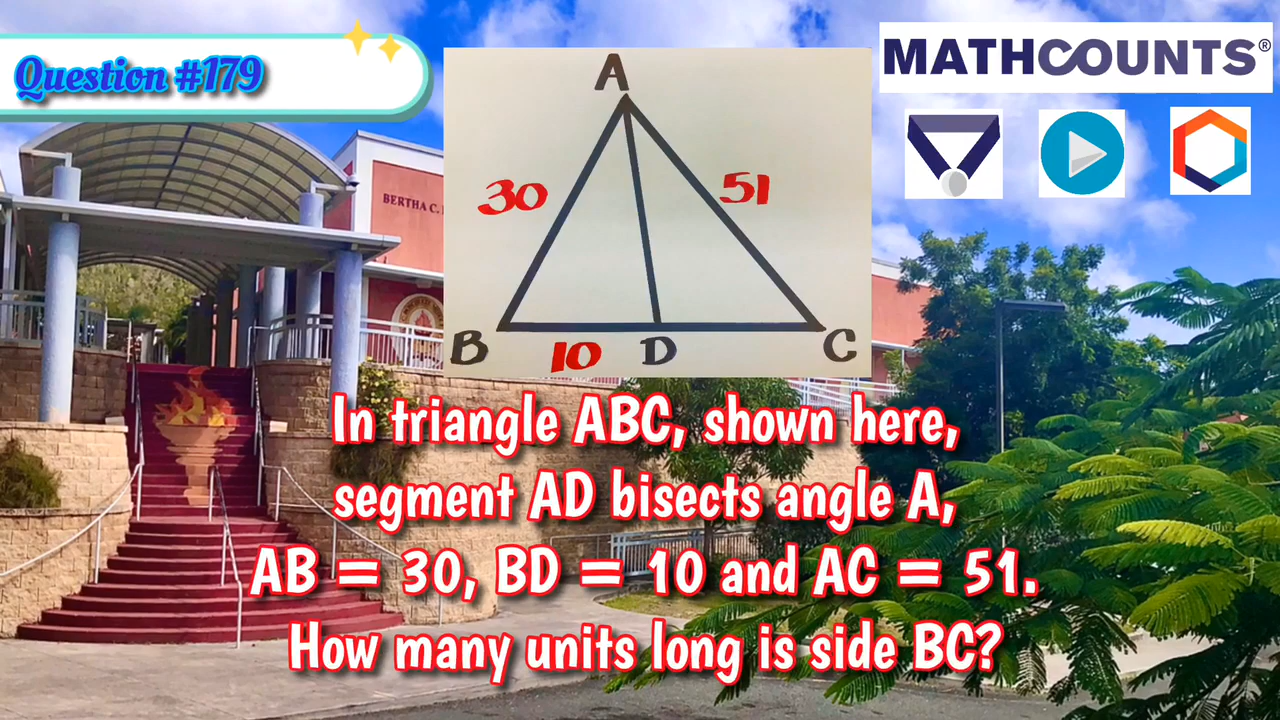 Question #179
MATHCOUNTS®
BERTHA C.
A
30
51
B
10
D
C
In triangle ABC, shown here,
segment AD bisects angle A,
AB = 30, BD = 10 and AC = 51.
How many units long is side BC?